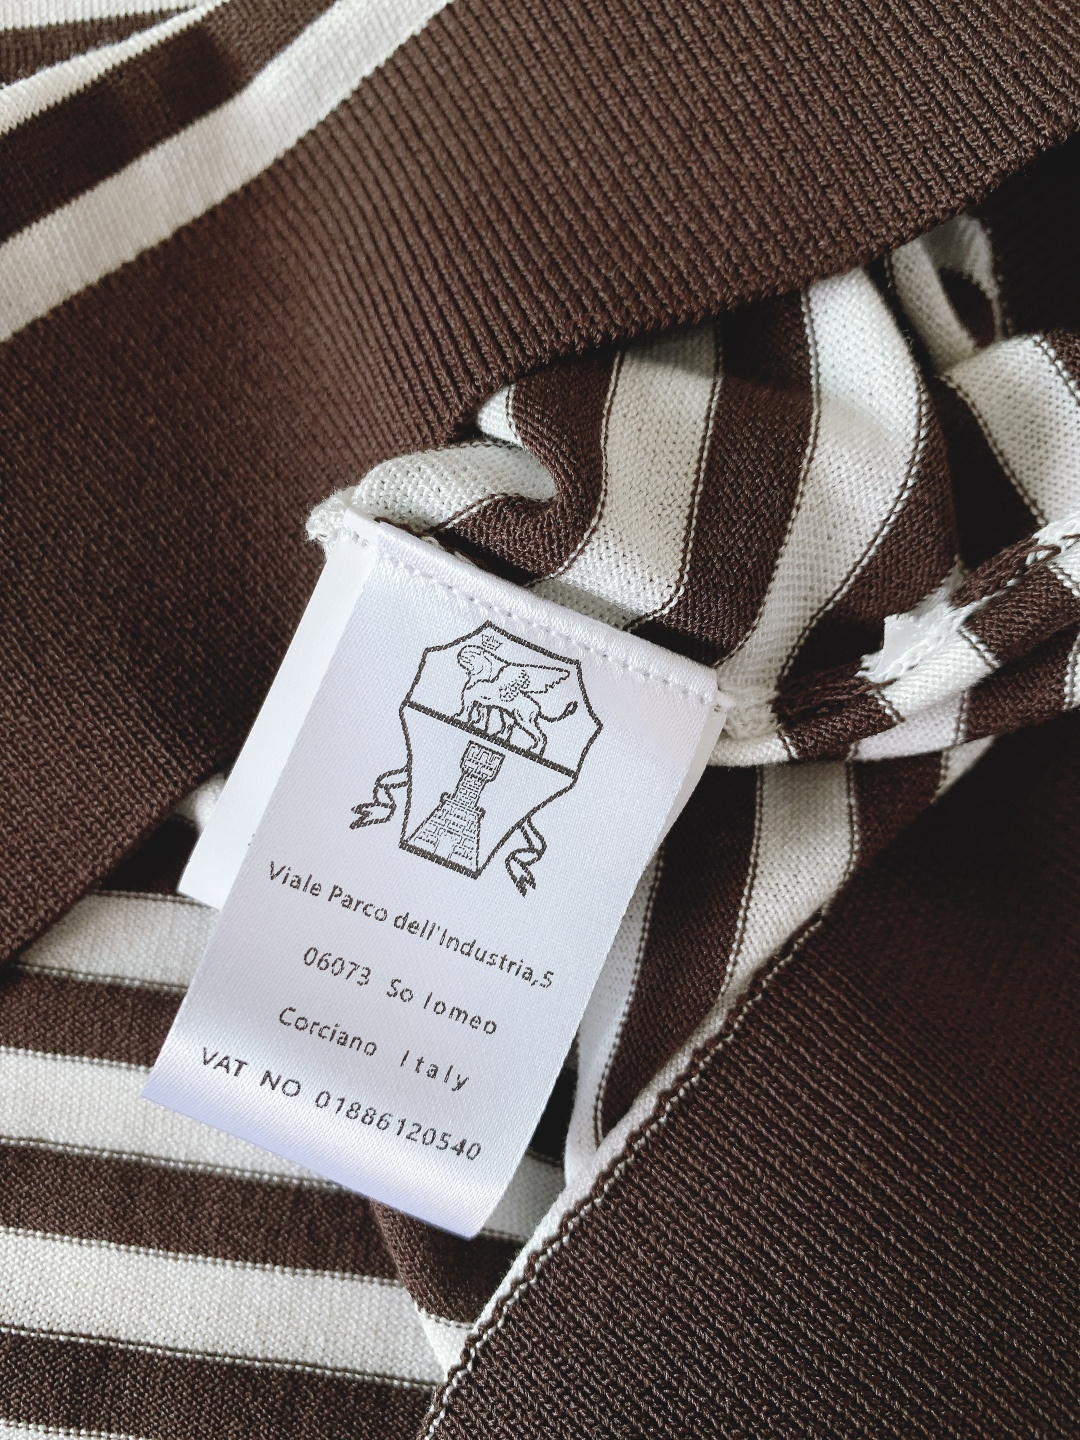 Viale Parco dell'Industria,5
06073 So lomeo
Corciano Italy
VAT NO 01886120540